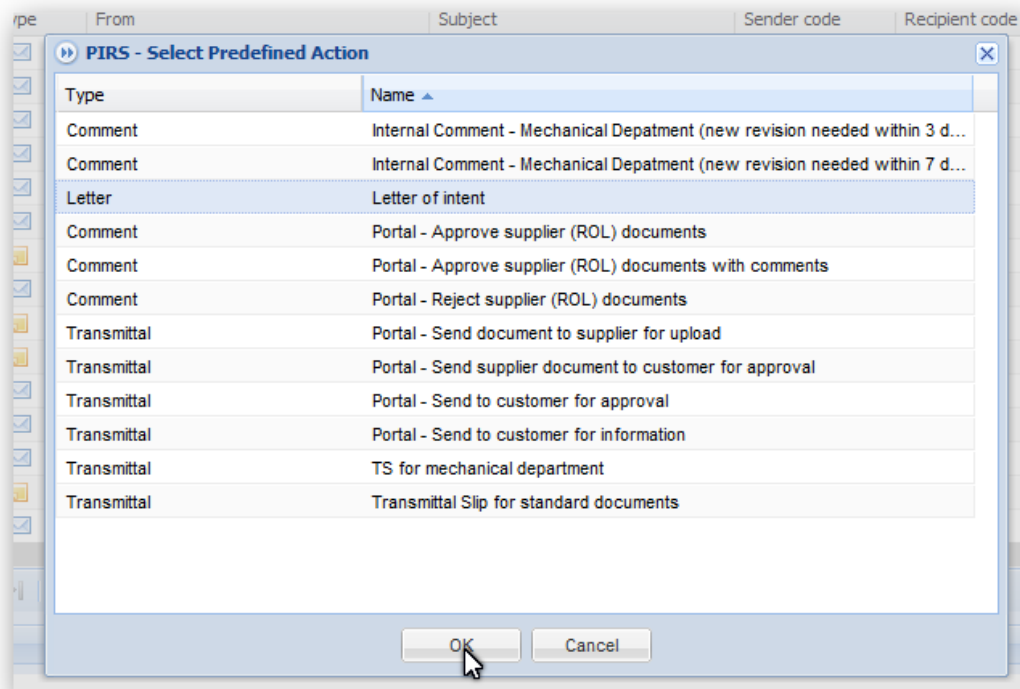 From Subject Sender code Recipient code
PIRS - Select Predefined Action
Type Name
Comment Internal Comment - Mechanical Depatment (new revision needed within 3 d...
Comment Internal Comment - Mechanical Depatment (new revision needed within 7 d...
Letter Letter of intent
Comment Portal - Approve supplier (ROL) documents
Comment Portal - Approve supplier (ROL) documents with comments
Comment Portal - Reject supplier (ROL) documents
Transmittal Portal - Send document to supplier for upload
Transmittal Portal - Send supplier document to customer for approval
Transmittal Portal - Send to customer for approval
Transmittal Portal - Send to customer for information
Transmittal TS for mechanical department
Transmittal Transmittal Slip for standard documents
OK Cancel